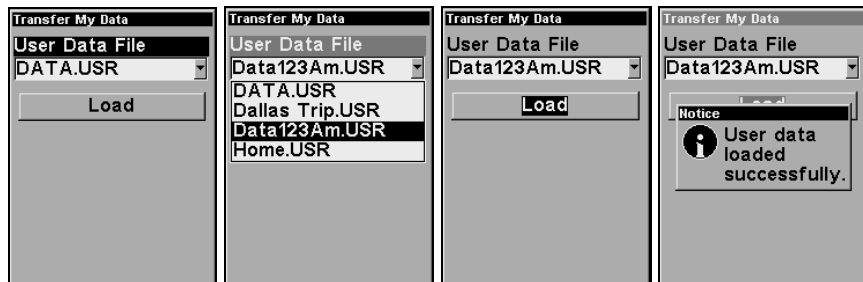 Transfer My Data
User Data File
DATA.USR
Load
Transfer My Data
User Data File
Data123Am.USR
DATA.USR
Dallas Trip.USR
Data123Am.USR
Home.USR
Transfer My Data
User Data File
Data123Am.USR
Load
Transfer My Data
User Data File
Data123Am.USR
Notice
User data
loaded
successfully.